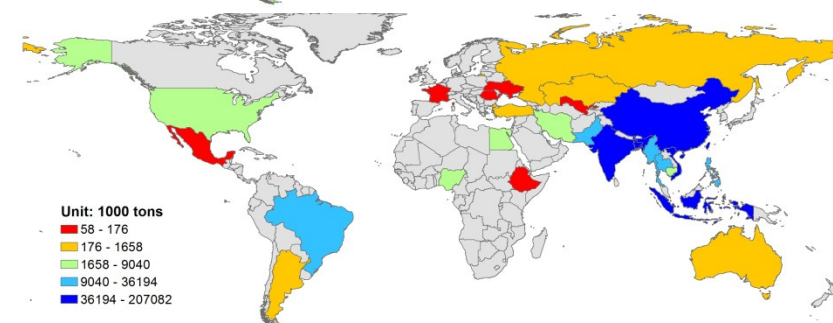 Unit: 1000 tons
58 - 176
176 - 1658
1658 - 9040
9040 - 36194
36194 - 207082